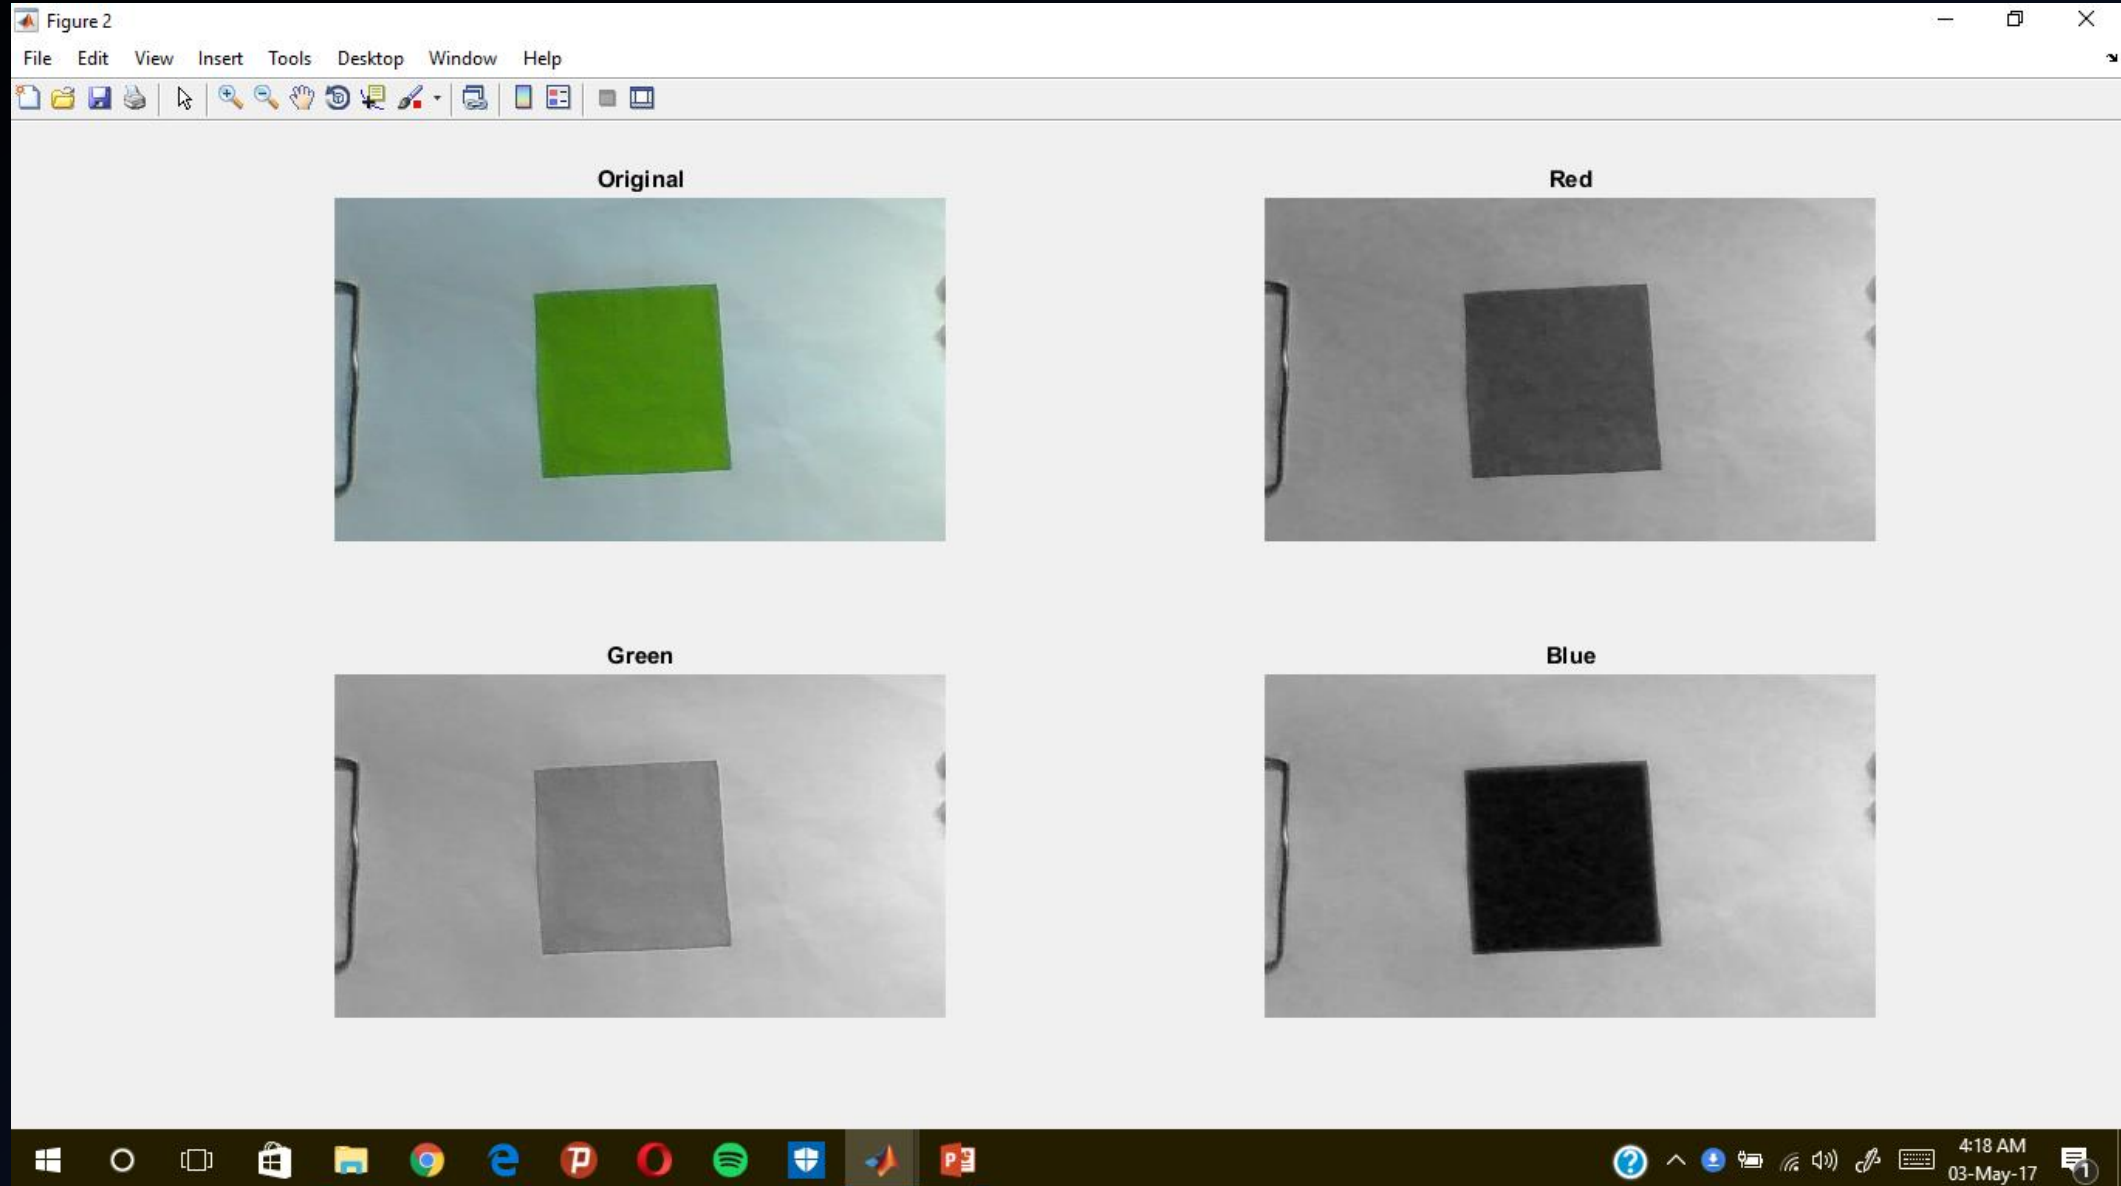 Figure 2
File Edit View Insert Tools Desktop Window Help
Original
Red
Green
Blue
4:18 AM
03-May-17
1